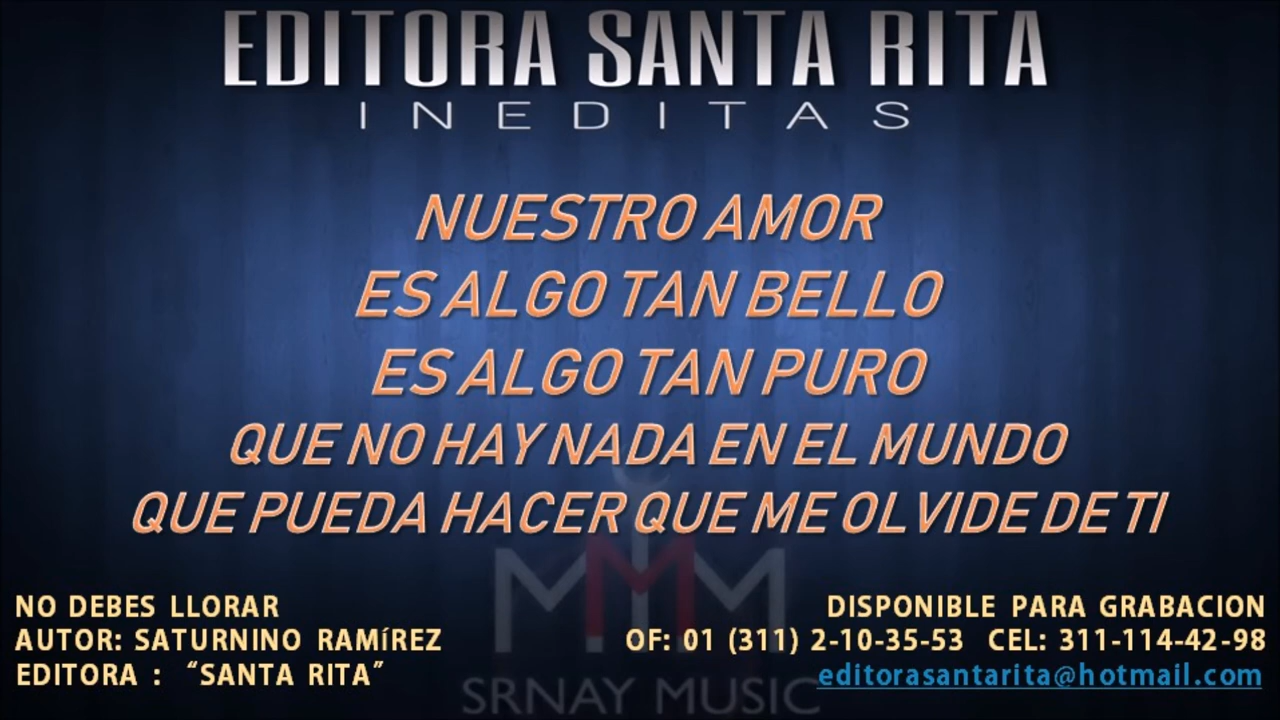 EDITORA SANTA RITA
INEDITAS
NUESTRO AMOR
ES ALGO TAN BELLO
ES ALGO TAN PURO
QUE NO HAY NADA EN EL MUNDO
QUE PUEDA HACER QUE ME OLVIDE DE TI
NO DEBES LLORAR
AUTOR: SATURNINO RAMíREZ
EDITORA : “SANTA RITA”
DISPONIBLE PARA GRABACION
OF: 01 (311) 2-10-35-53 CEL: 311-114-42-98
editorasantarita@hotmail.com
MYM
SRNAY MUSIC